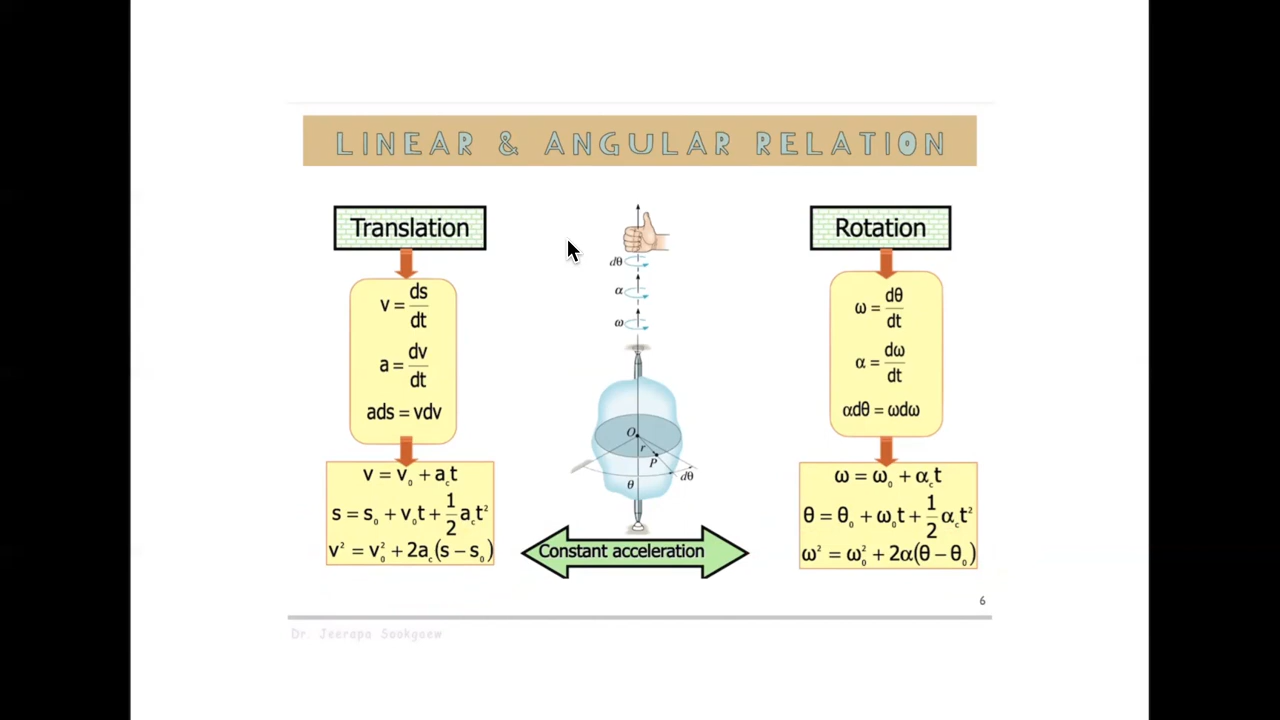 LINEAR & ANGULAR RELATION
Translation
v = ds/dt
a = dv/dt
ads = vdv
v = v₀ + a_c t
s = s₀ + v₀t + 1/2 a_c t²
v² = v₀² + 2a_c(s − s₀)
dθ
α
ω
O
r
P
θ
dθ
Constant acceleration
Rotation
ω = dθ/dt
α = dω/dt
αdθ = ωdω
ω = ω₀ + α_c t
θ = θ₀ + ω₀t + 1/2 α_c t²
ω² = ω₀² + 2α(θ − θ₀)
6
Dr. Jeerapa Sookgaew